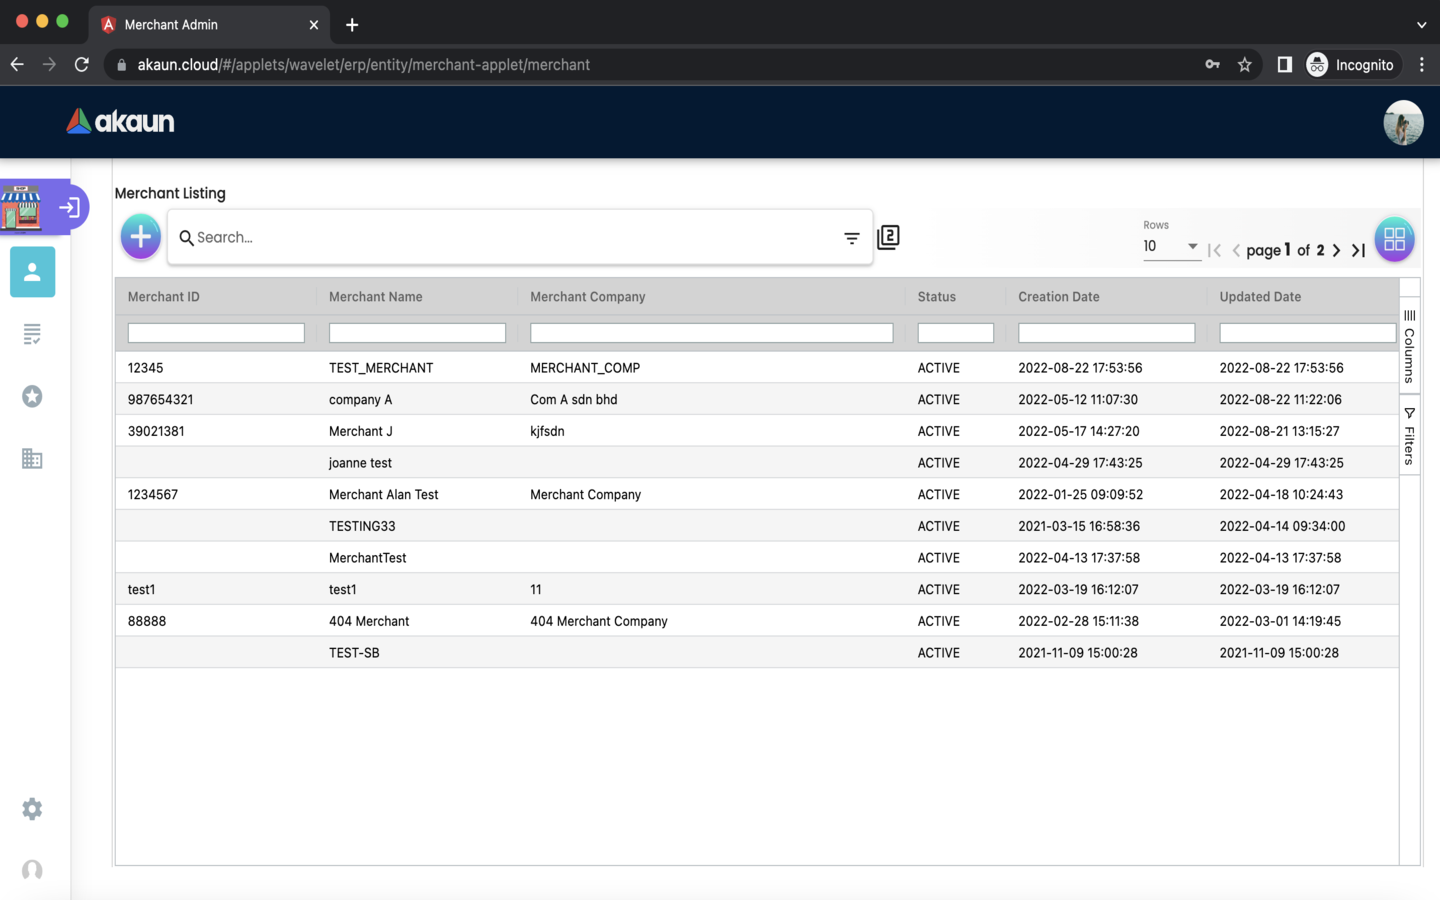 Merchant Admin
akaun.cloud/#/applets/wavelet/erp/entity/merchant-applet/merchant
Incognito
akaun
SHOP
Merchant Listing
Search...
2
Rows
10
page 1 of 2
Merchant ID Merchant Name Merchant Company Status Creation Date Updated Date
12345 TEST_MERCHANT MERCHANT_COMP ACTIVE 2022-08-22 17:53:56 2022-08-22 17:53:56
987654321 company A Com A sdn bhd ACTIVE 2022-05-12 11:07:30 2022-08-22 11:22:06
39021381 Merchant J kjfsdn ACTIVE 2022-05-17 14:27:20 2022-08-21 13:15:27
joanne test ACTIVE 2022-04-29 17:43:25 2022-04-29 17:43:25
1234567 Merchant Alan Test Merchant Company ACTIVE 2022-01-25 09:09:52 2022-04-18 10:24:43
TESTING33 ACTIVE 2021-03-15 16:58:36 2022-04-14 09:34:00
MerchantTest ACTIVE 2022-04-13 17:37:58 2022-04-13 17:37:58
test1 test1 11 ACTIVE 2022-03-19 16:12:07 2022-03-19 16:12:07
88888 404 Merchant 404 Merchant Company ACTIVE 2022-02-28 15:11:38 2022-03-01 14:19:45
TEST-SB ACTIVE 2021-11-09 15:00:28 2021-11-09 15:00:28
Columns
Filters